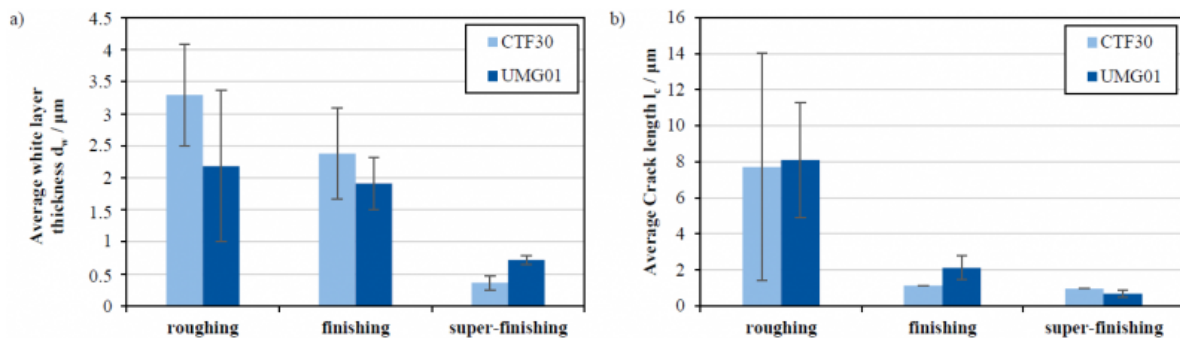 a)
Average white layer
thickness d_w / µm
4.5
4
3.5
3
2.5
2
1.5
1
0.5
0
roughing
finishing
super-finishing
CTF30
UMG01
b)
Average Crack length l_c / µm
16
14
12
10
8
6
4
2
0
roughing
finishing
super-finishing
CTF30
UMG01